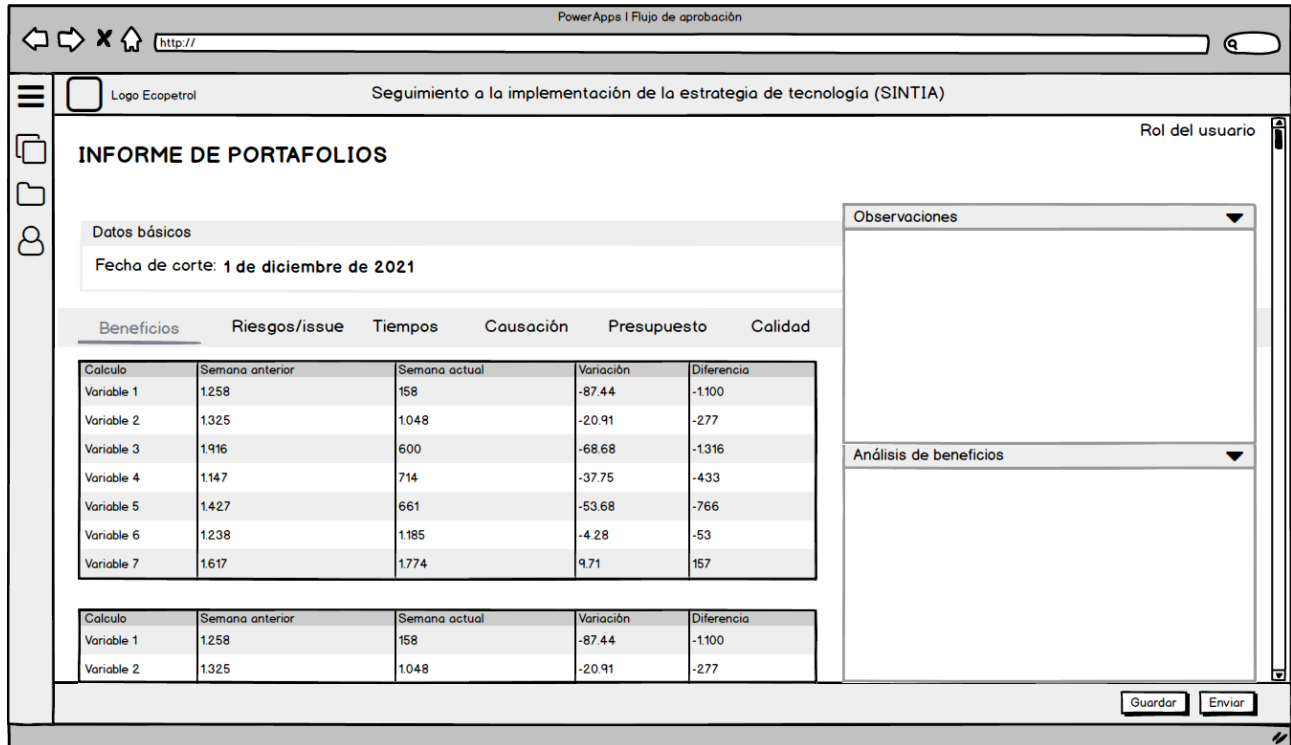 PowerApps | Flujo de aprobación
http://
Logo Ecopetrol
Seguimiento a la implementación de la estrategia de tecnología (SINTIA)
Rol del usuario
INFORME DE PORTAFOLIOS
Datos básicos
Fecha de corte: 1 de diciembre de 2021
Beneficios Riesgos/issue Tiempos Causación Presupuesto Calidad
Calculo Semana anterior Semana actual Variación Diferencia
Variable 1 1.258 158 -87.44 -1.100
Variable 2 1.325 1.048 -20.91 -277
Variable 3 1.916 600 -68.68 -1.316
Variable 4 1.147 714 -37.75 -433
Variable 5 1.427 661 -53.68 -766
Variable 6 1.238 1.185 -4.28 -53
Variable 7 1.617 1.774 9.71 157
Calculo Semana anterior Semana actual Variación Diferencia
Variable 1 1.258 158 -87.44 -1.100
Variable 2 1.325 1.048 -20.91 -277
Observaciones
Análisis de beneficios
Guardar Enviar